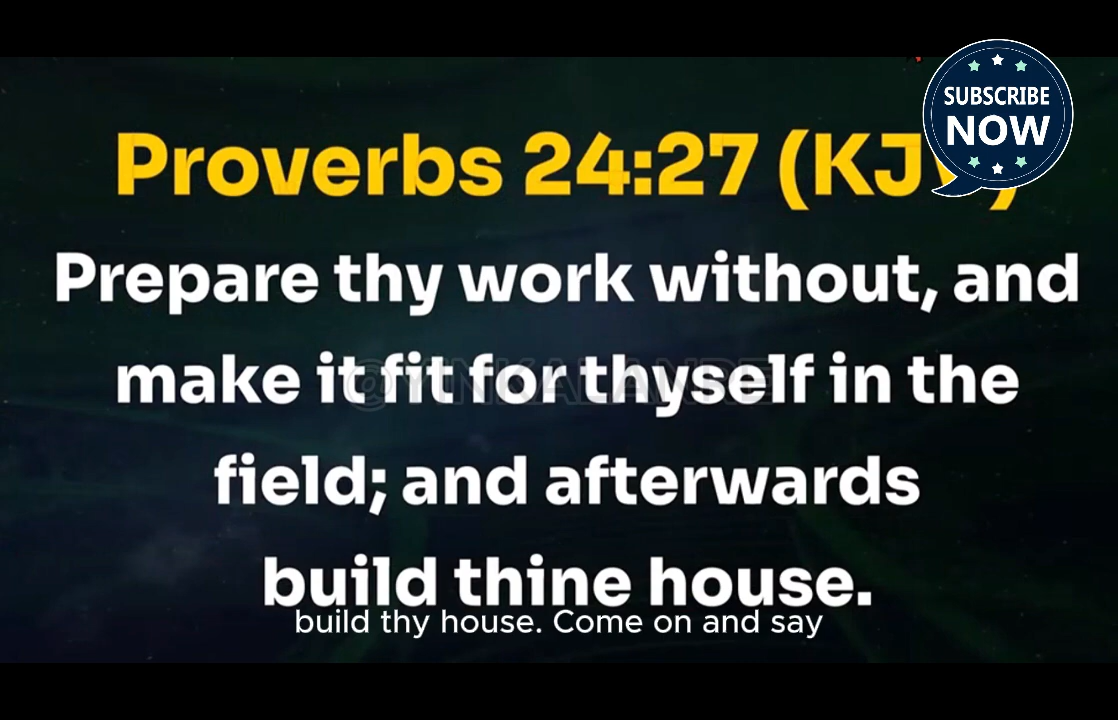 SUBSCRIBE
NOW
Proverbs 24:27 (KJV)
Prepare thy work without, and
make it fit for thyself in the
field; and afterwards
build thine house.
build thy house. Come on and say